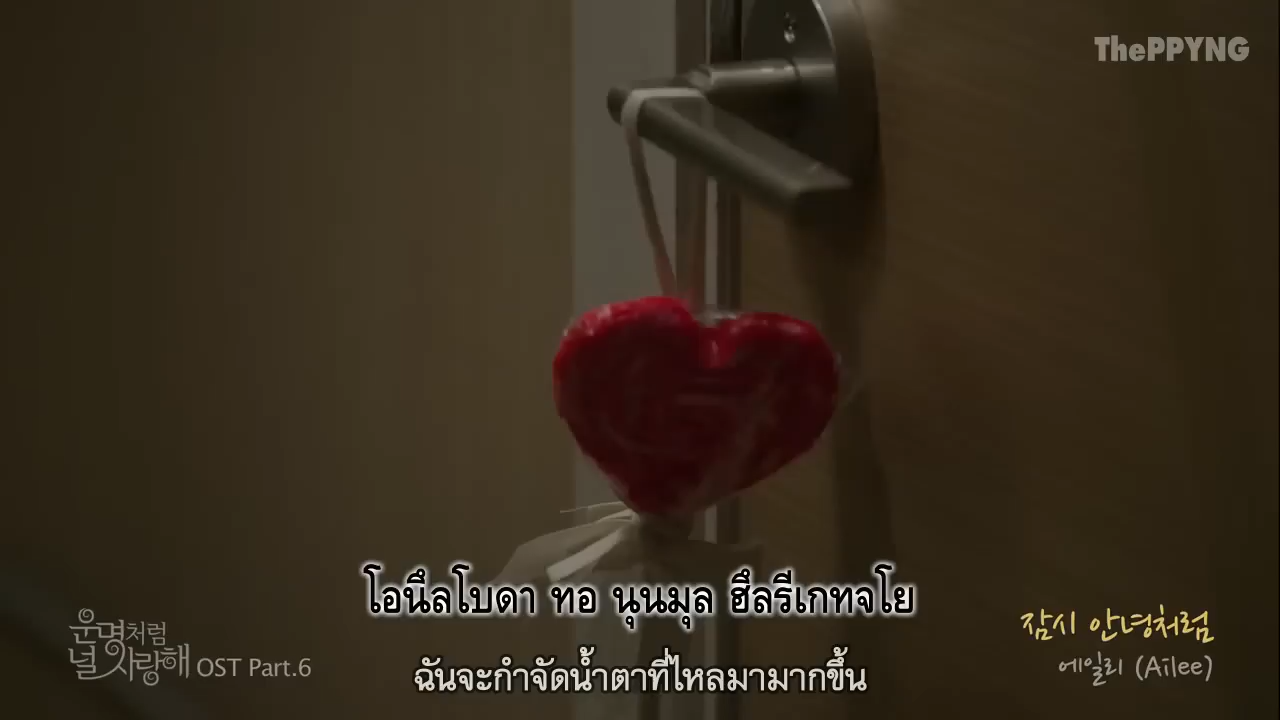 ThePPYNG
โอนึลโบดา ทอ นุนมุล ฮึลรีเกทจโย
운명처럼
널 사랑해 OST Part.6
잠시 안녕처럼
에일리 (Ailee)
ฉันจะกำจัดน้ำตาที่ไหลมามากขึ้น